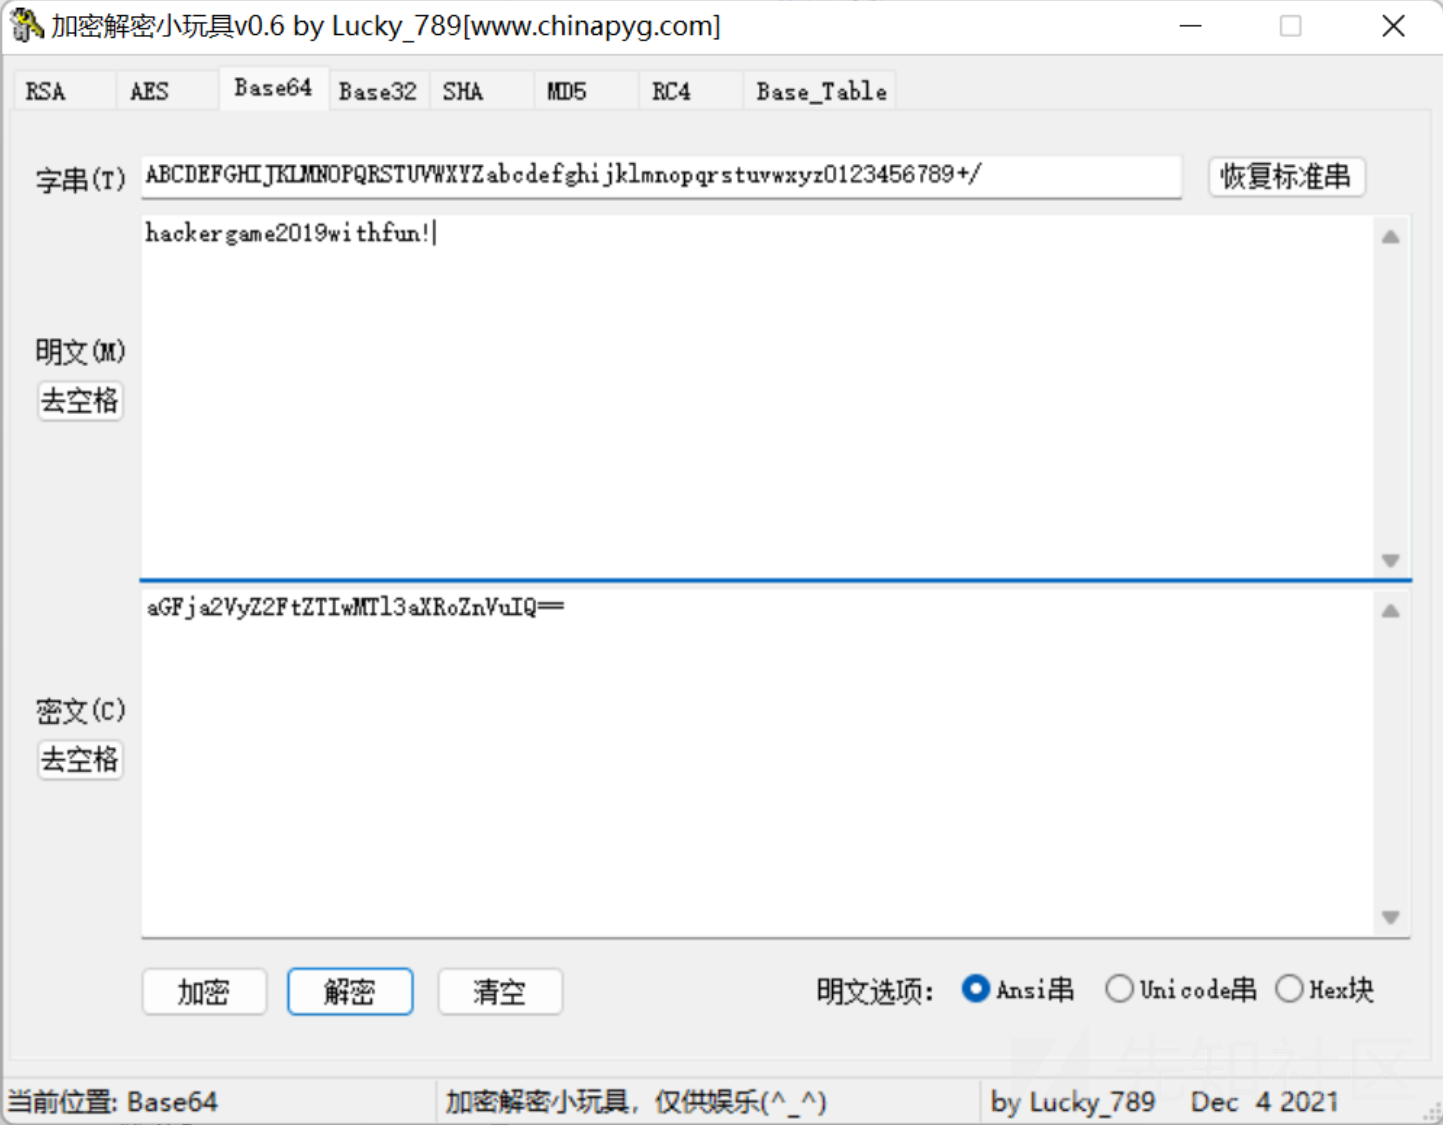 加密解密小玩具v0.6 by Lucky_789[www.chinapyg.com]
RSA AES Base64 Base32 SHA MD5 RC4 Base_Table
字串(T) ABCDEFGHIJKLMNOPQRSTUVWXYZabcdefghijklmnopqrstuvwxyz0123456789+/ 恢复标准串
hackergame2019withfun!
明文(M)
去空格
aGFja2VyZ2FtZTIwMTl3aXRoZnVuIQ==
密文(C)
去空格
加密 解密 清空 明文选项: Ansi串 Unicode串 Hex块
先知社区
当前位置: Base64 加密解密小玩具，仅供娱乐(^_^) by Lucky_789 Dec 4 2021